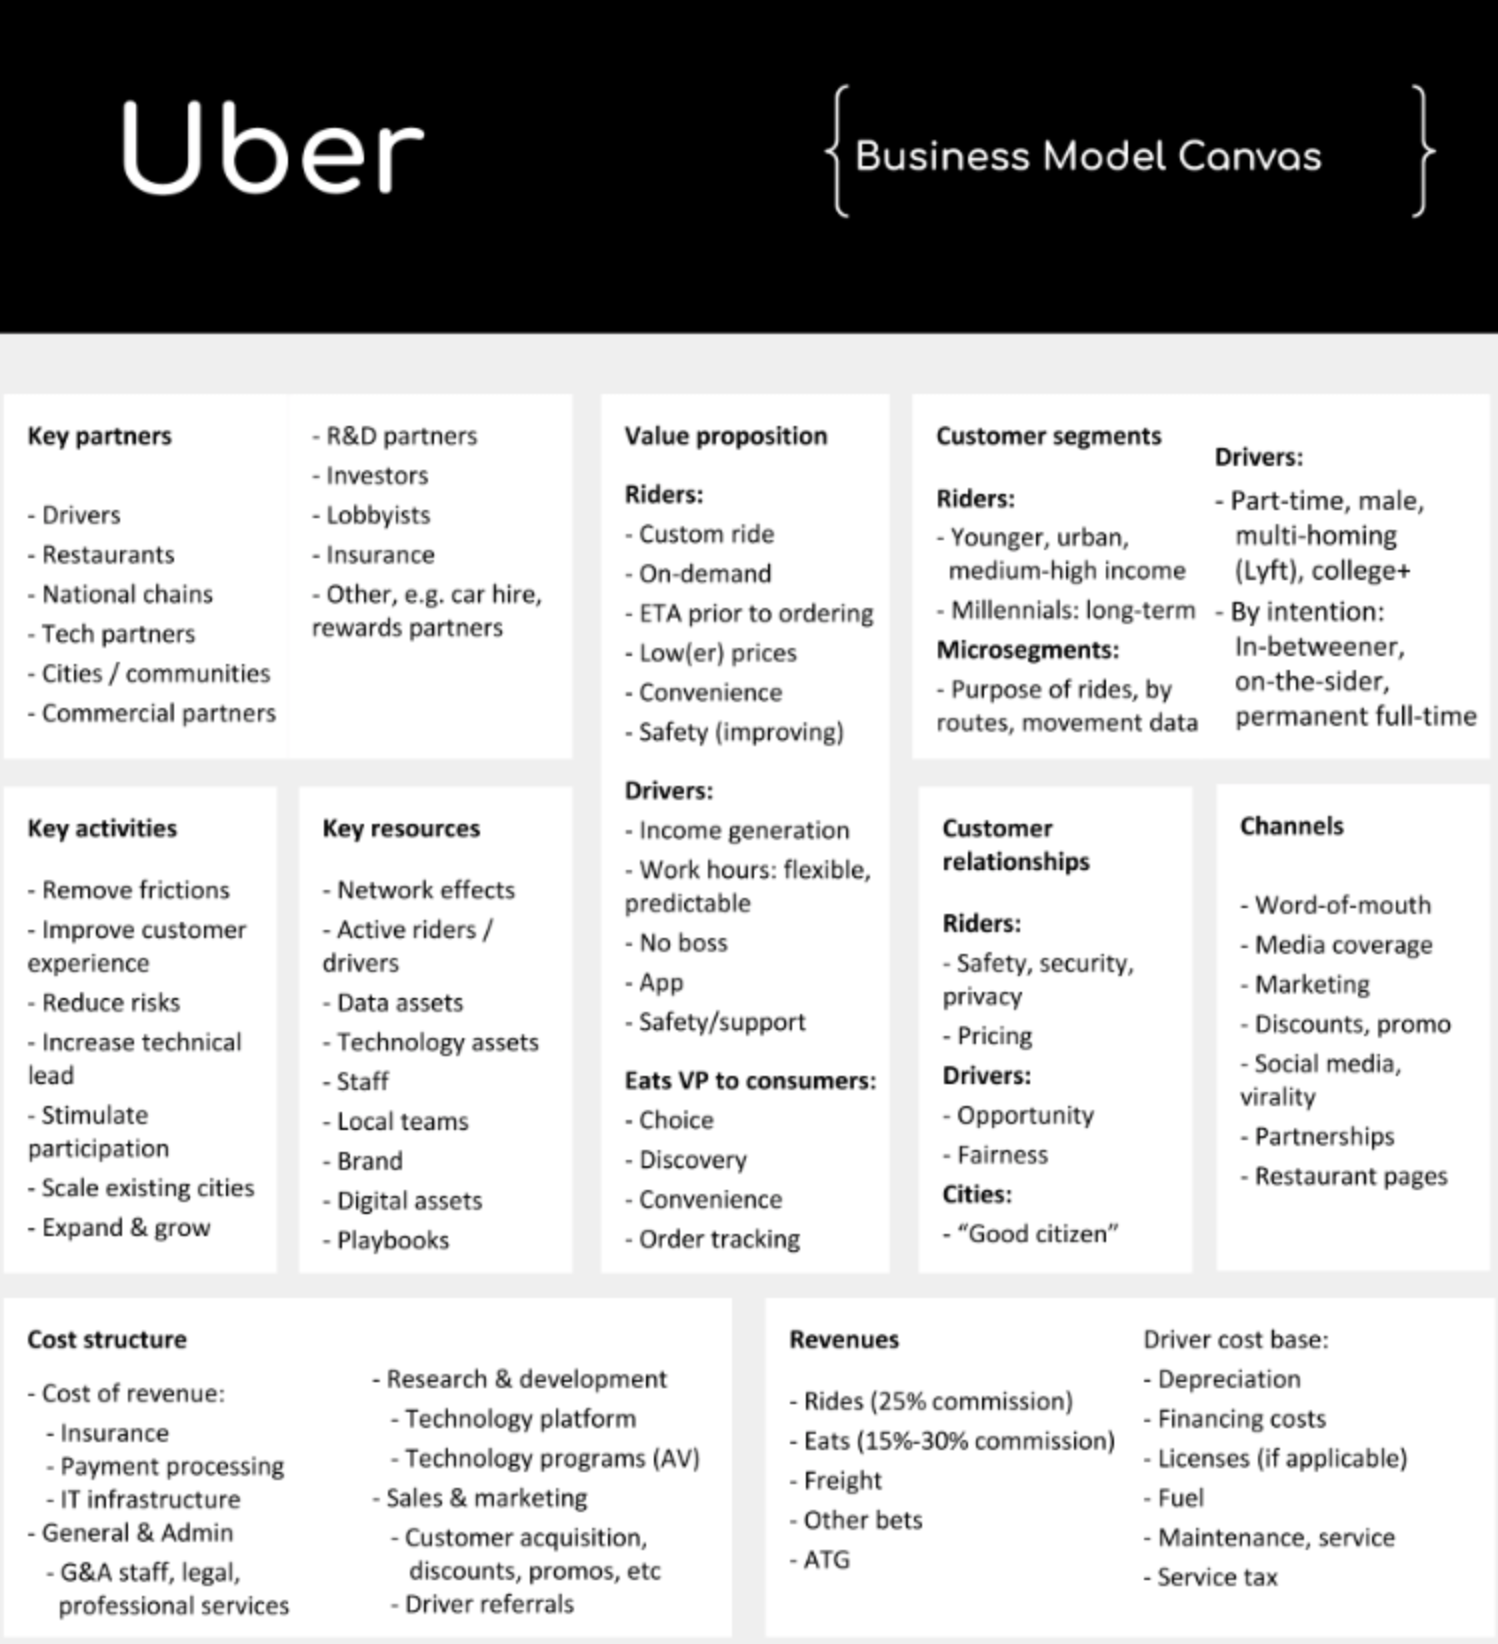 Uber
Business Model Canvas
Key partners
- Drivers
- Restaurants
- National chains
- Tech partners
- Cities / communities
- Commercial partners
- R&D partners
- Investors
- Lobbyists
- Insurance
- Other, e.g. car hire,
rewards partners
Value proposition
Riders:
- Custom ride
- On-demand
- ETA prior to ordering
- Low(er) prices
- Convenience
- Safety (improving)
Drivers:
- Income generation
- Work hours: flexible,
predictable
- No boss
- App
- Safety/support
Eats VP to consumers:
- Choice
- Discovery
- Convenience
- Order tracking
Customer segments
Riders:
- Younger, urban,
medium-high income
- Millennials: long-term
Microsegments:
- Purpose of rides, by
routes, movement data
Drivers:
- Part-time, male,
multi-homing
(Lyft), college+
- By intention:
In-betweener,
on-the-sider,
permanent full-time
Key activities
- Remove frictions
- Improve customer
experience
- Reduce risks
- Increase technical
lead
- Stimulate
participation
- Scale existing cities
- Expand & grow
Key resources
- Network effects
- Active riders /
drivers
- Data assets
- Technology assets
- Staff
- Local teams
- Brand
- Digital assets
- Playbooks
Customer
relationships
Riders:
- Safety, security,
privacy
- Pricing
Drivers:
- Opportunity
- Fairness
Cities:
- “Good citizen”
Channels
- Word-of-mouth
- Media coverage
- Marketing
- Discounts, promo
- Social media,
virality
- Partnerships
- Restaurant pages
Cost structure
- Cost of revenue:
- Insurance
- Payment processing
- IT infrastructure
- General & Admin
- G&A staff, legal,
professional services
- Research & development
- Technology platform
- Technology programs (AV)
- Sales & marketing
- Customer acquisition,
discounts, promos, etc
- Driver referrals
Revenues
- Rides (25% commission)
- Eats (15%-30% commission)
- Freight
- Other bets
- ATG
Driver cost base:
- Depreciation
- Financing costs
- Licenses (if applicable)
- Fuel
- Maintenance, service
- Service tax